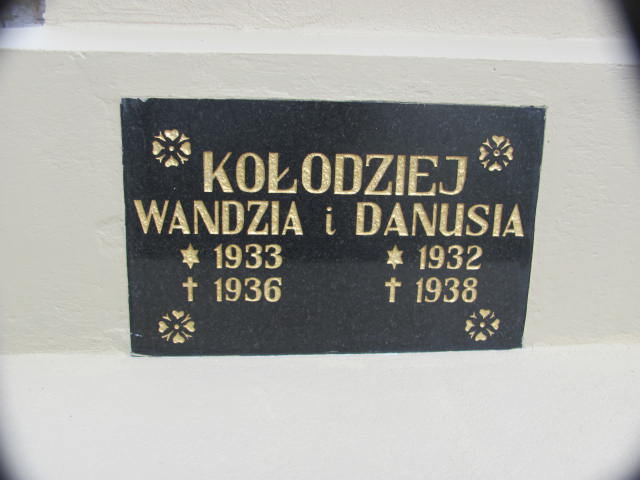 KOŁODZIEJ
WANDZIA i DANUSIA
* 1933 * 1932
† 1936 † 1938